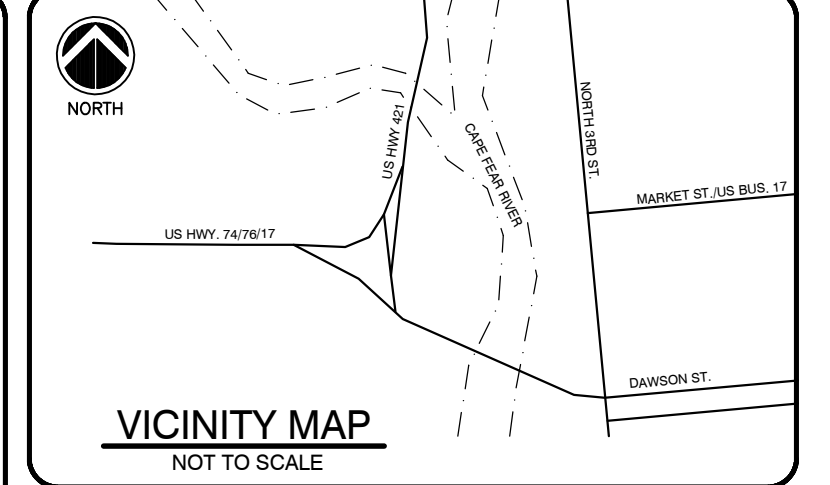 NORTH
US HWY 421
CAPE FEAR RIVER
NORTH 3RD ST.
MARKET ST./US BUS. 17
US HWY. 74/76/17
DAWSON ST.
VICINITY MAP
NOT TO SCALE